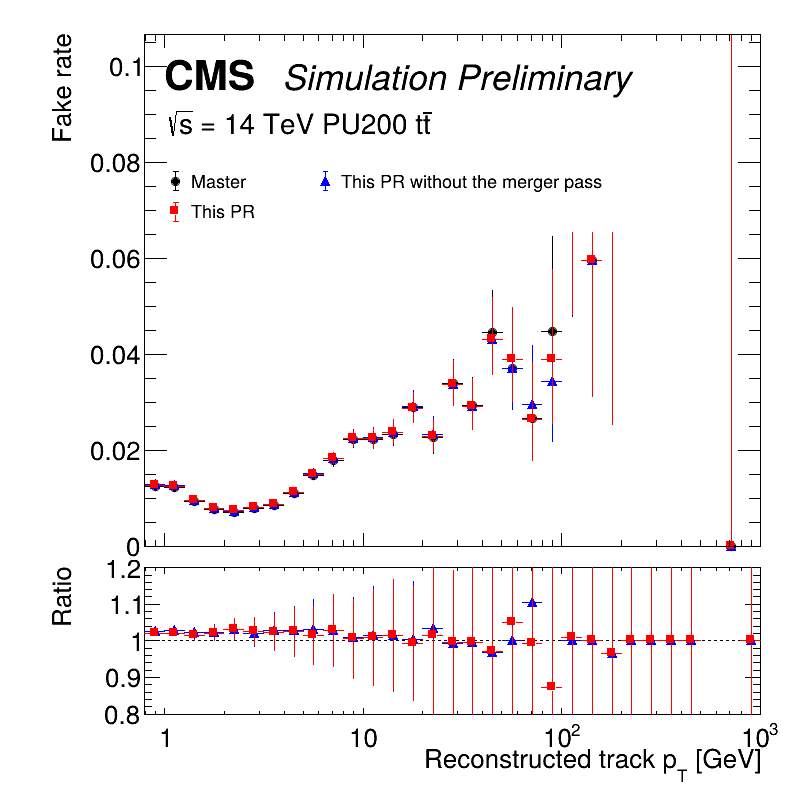 Fake rate
0.1
CMS Simulation Preliminary
√s = 14 TeV PU200 tt̅
0.08
Master
This PR without the merger pass
This PR
0.06
0.04
0.02
0
Ratio
1.2
1.1
1
0.9
0.8
1 10 10² 10³
Reconstructed track p_T [GeV]